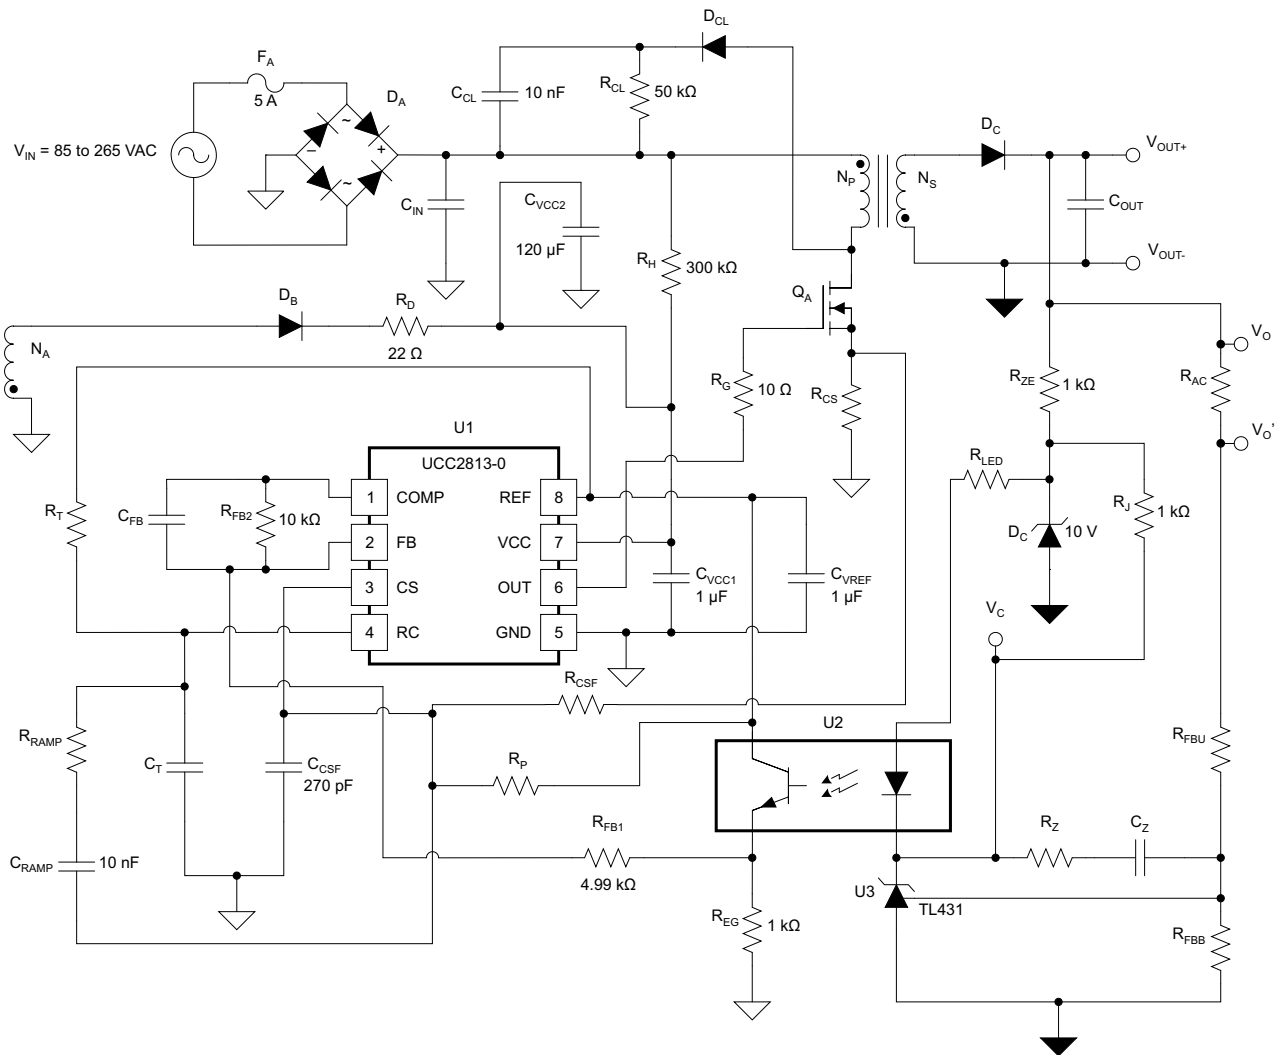 D_CL
F_A
5 A
D_A
C_CL
10 nF
R_CL
50 kΩ
V_IN = 85 to 265 VAC
~
~
–
+
C_IN
C_VCC2
120 µF
R_H
300 kΩ
N_P
N_S
D_C
V_OUT+
C_OUT
V_OUT-
Q_A
D_B
R_D
22 Ω
N_A
R_G
10 Ω
R_CS
R_ZE
1 kΩ
V_O
R_AC
V_O'
U1
UCC2813-0
1
COMP
REF
8
2
FB
VCC
7
3
CS
OUT
6
4
RC
GND
5
R_T
C_FB
R_FB2
10 kΩ
C_VCC1
1 µF
C_VREF
1 µF
R_LED
R_J
1 kΩ
D_C
10 V
V_C
R_CSF
U2
R_RAMP
C_T
C_CSF
270 pF
R_P
R_FBU
C_RAMP
10 nF
R_FB1
4.99 kΩ
R_Z
C_Z
U3
TL431
R_EG
1 kΩ
R_FBB